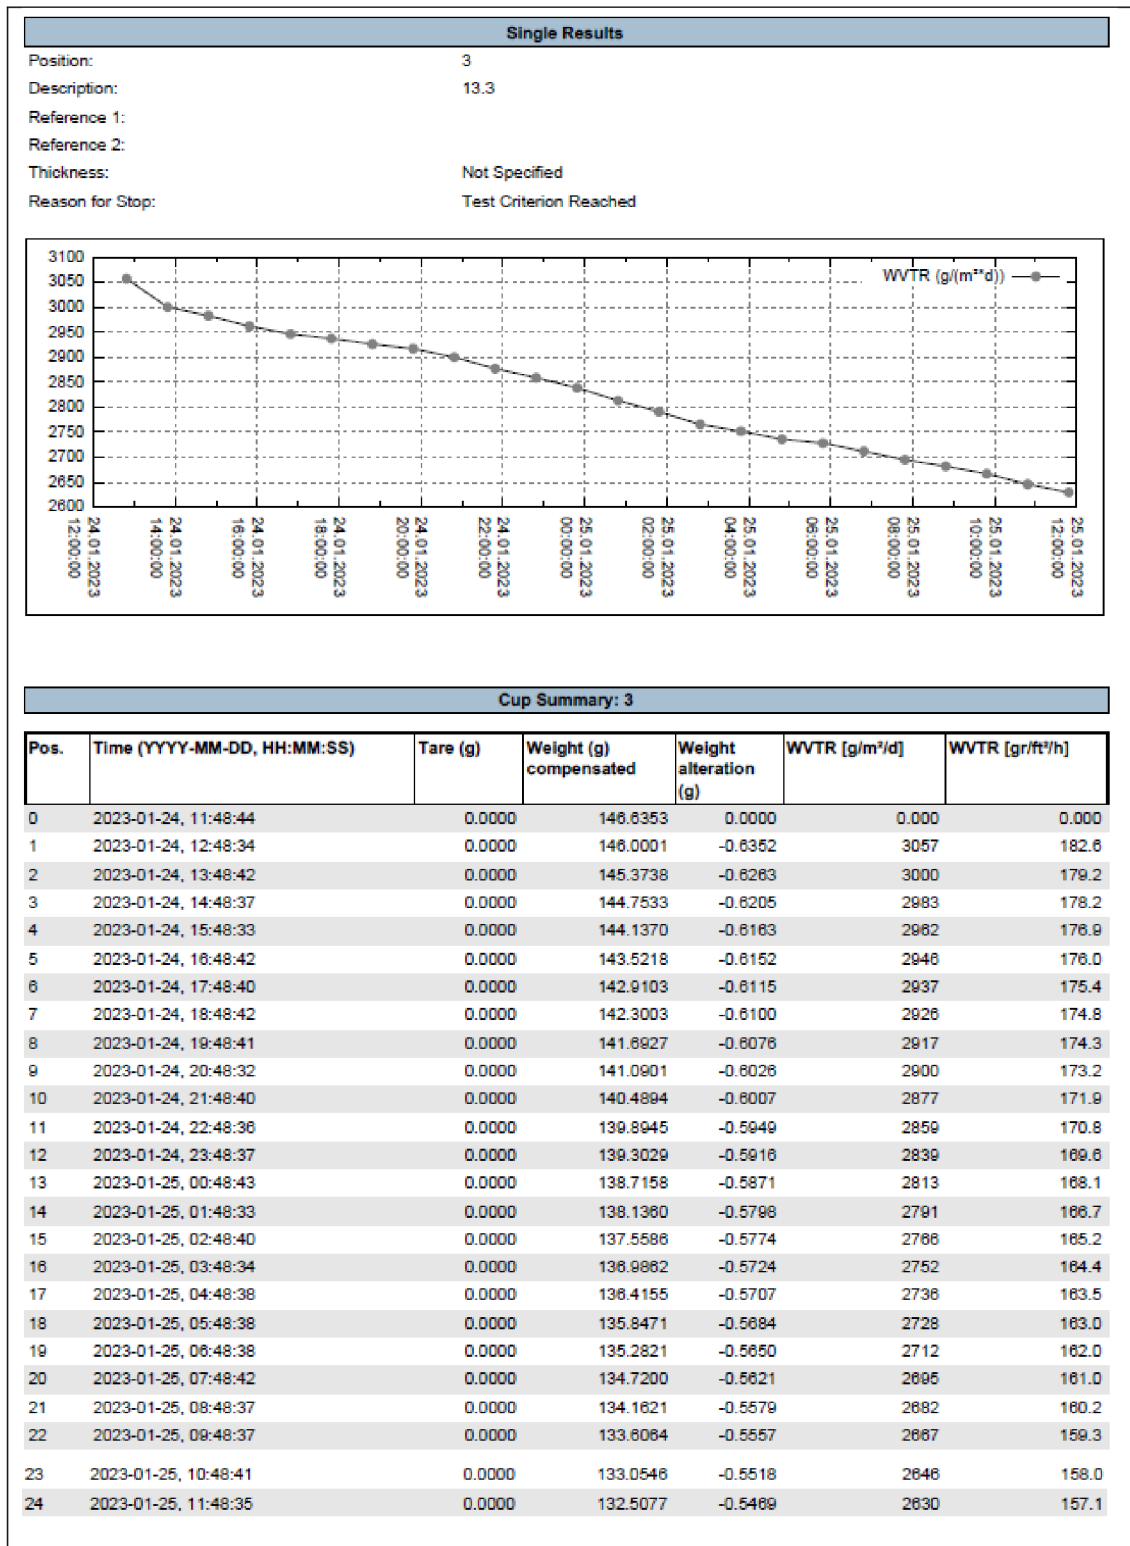 Single Results
Position: 3
Description: 13.3
Reference 1:
Reference 2:
Thickness: Not Specified
Reason for Stop: Test Criterion Reached
3100
3050
3000
2950
2900
2850
2800
2750
2700
2650
2600
WVTR (g/(m²*d))
24.01.2023 12:00:00
24.01.2023 14:00:00
24.01.2023 16:00:00
24.01.2023 18:00:00
24.01.2023 20:00:00
24.01.2023 22:00:00
25.01.2023 00:00:00
25.01.2023 02:00:00
25.01.2023 04:00:00
25.01.2023 06:00:00
25.01.2023 08:00:00
25.01.2023 10:00:00
25.01.2023 12:00:00
Cup Summary: 3
Pos. Time (YYYY-MM-DD, HH:MM:SS) Tare (g) Weight (g) compensated Weight alteration (g) WVTR [g/m²/d] WVTR [gr/ft²/h]
0 2023-01-24, 11:48:44 0.0000 146.6353 0.0000 0.000 0.000
1 2023-01-24, 12:48:34 0.0000 146.0001 -0.6352 3057 182.6
2 2023-01-24, 13:48:42 0.0000 145.3738 -0.6263 3000 179.2
3 2023-01-24, 14:48:37 0.0000 144.7533 -0.6205 2983 178.2
4 2023-01-24, 15:48:33 0.0000 144.1370 -0.6163 2962 176.9
5 2023-01-24, 16:48:42 0.0000 143.5218 -0.6152 2946 176.0
6 2023-01-24, 17:48:40 0.0000 142.9103 -0.6115 2937 175.4
7 2023-01-24, 18:48:42 0.0000 142.3003 -0.6100 2926 174.8
8 2023-01-24, 19:48:41 0.0000 141.6927 -0.6076 2917 174.3
9 2023-01-24, 20:48:32 0.0000 141.0901 -0.6026 2900 173.2
10 2023-01-24, 21:48:40 0.0000 140.4894 -0.6007 2877 171.9
11 2023-01-24, 22:48:36 0.0000 139.8945 -0.5949 2859 170.8
12 2023-01-24, 23:48:37 0.0000 139.3029 -0.5916 2839 169.6
13 2023-01-25, 00:48:43 0.0000 138.7158 -0.5871 2813 168.1
14 2023-01-25, 01:48:33 0.0000 138.1360 -0.5798 2791 166.7
15 2023-01-25, 02:48:40 0.0000 137.5586 -0.5774 2766 165.2
16 2023-01-25, 03:48:34 0.0000 136.9862 -0.5724 2752 164.4
17 2023-01-25, 04:48:38 0.0000 136.4155 -0.5707 2736 163.5
18 2023-01-25, 05:48:38 0.0000 135.8471 -0.5684 2728 163.0
19 2023-01-25, 06:48:38 0.0000 135.2821 -0.5650 2712 162.0
20 2023-01-25, 07:48:42 0.0000 134.7200 -0.5621 2695 161.0
21 2023-01-25, 08:48:37 0.0000 134.1621 -0.5579 2682 160.2
22 2023-01-25, 09:48:37 0.0000 133.6064 -0.5557 2667 159.3
23 2023-01-25, 10:48:41 0.0000 133.0546 -0.5518 2646 158.0
24 2023-01-25, 11:48:35 0.0000 132.5077 -0.5469 2630 157.1